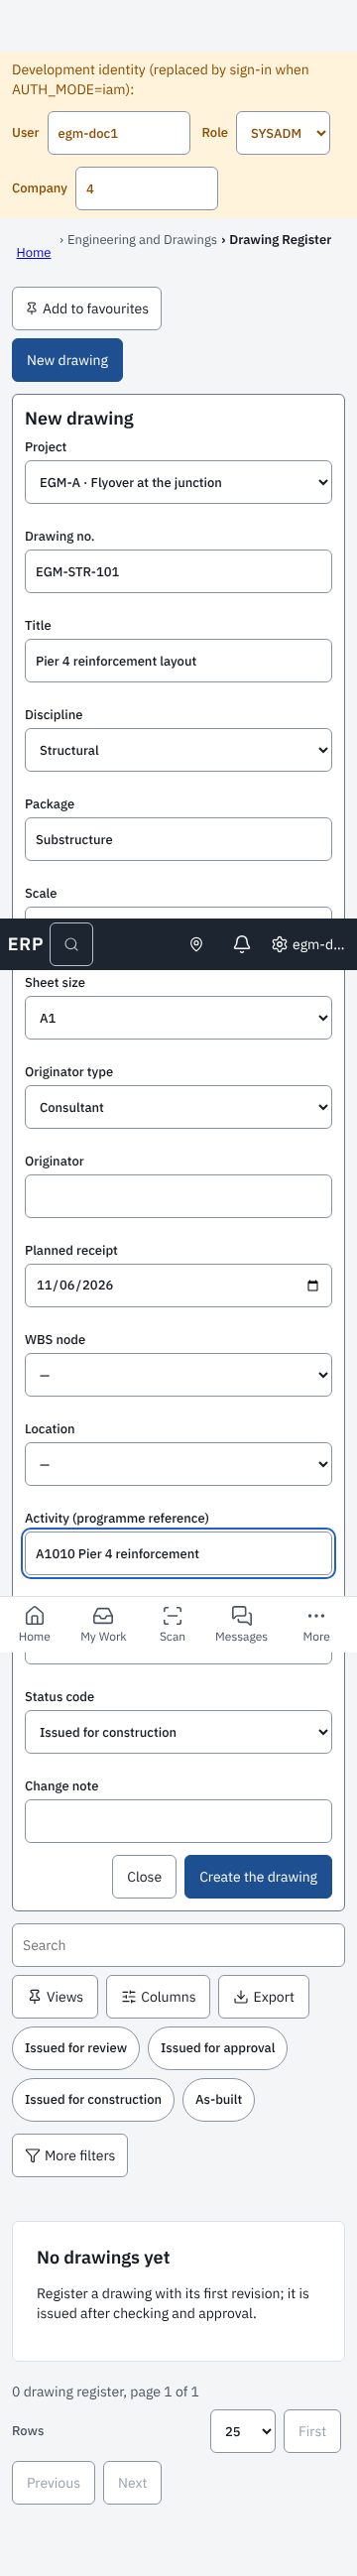 Development identity (replaced by sign-in when
AUTH_MODE=iam):
User egm-doc1 Role SYSADM
Company 4
Home › Engineering and Drawings › Drawing Register
Add to favourites
New drawing
New drawing
Project
EGM-A · Flyover at the junction
Drawing no.
EGM-STR-101
Title
Pier 4 reinforcement layout
Discipline
Structural
Package
Substructure
Scale
ERP egm-d...
Sheet size
A1
Originator type
Consultant
Originator
Planned receipt
11/06/2026
WBS node
—
Location
—
Activity (programme reference)
A1010 Pier 4 reinforcement
Home My Work Scan Messages More
Status code
Issued for construction
Change note
Close Create the drawing
Search
Views Columns Export
Issued for review Issued for approval
Issued for construction As-built
More filters
No drawings yet
Register a drawing with its first revision; it is
issued after checking and approval.
0 drawing register, page 1 of 1
Rows 25 First
Previous Next